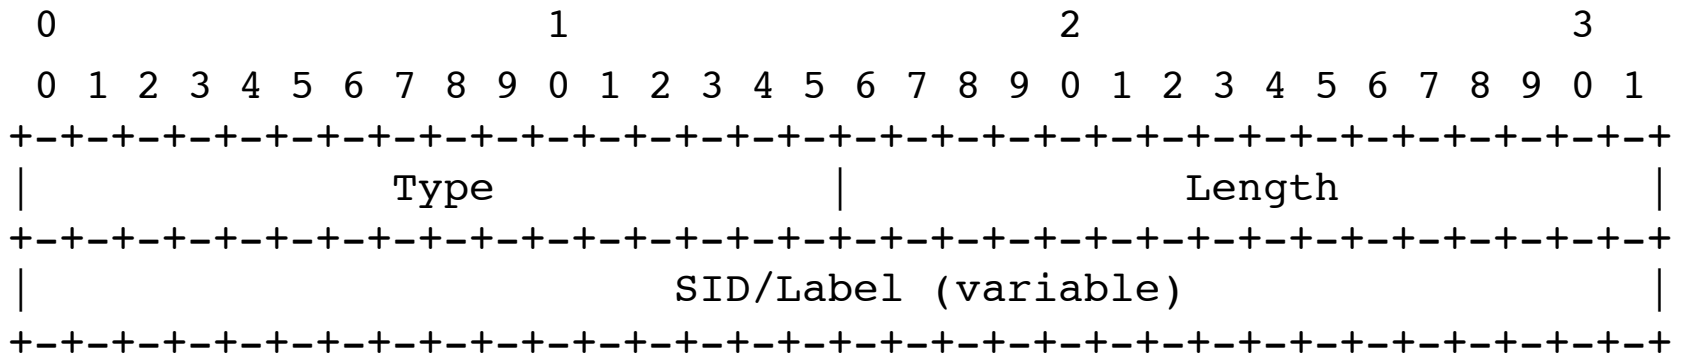 0                   1                   2                   3
 0 1 2 3 4 5 6 7 8 9 0 1 2 3 4 5 6 7 8 9 0 1 2 3 4 5 6 7 8 9 0 1
+-+-+-+-+-+-+-+-+-+-+-+-+-+-+-+-+-+-+-+-+-+-+-+-+-+-+-+-+-+-+-+-+
|              Type             |             Length            |
+-+-+-+-+-+-+-+-+-+-+-+-+-+-+-+-+-+-+-+-+-+-+-+-+-+-+-+-+-+-+-+-+
|                         SID/Label (variable)                  |
+-+-+-+-+-+-+-+-+-+-+-+-+-+-+-+-+-+-+-+-+-+-+-+-+-+-+-+-+-+-+-+-+